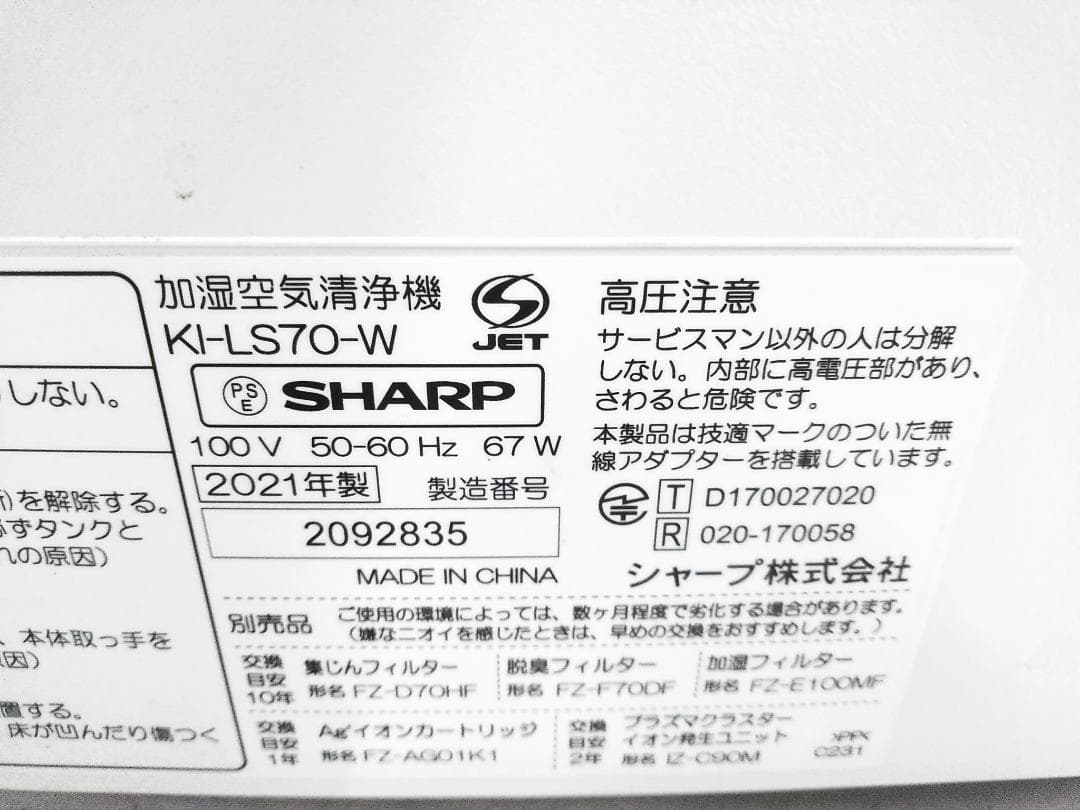 加湿空気清浄機
KI-LS70-W
JET
PS
E
SHARP
100 V 50-60 Hz 67 W
2021年製 製造番号
2092835
MADE IN CHINA
高圧注意
サービスマン以外の人は分解
しない。内部に高電圧部があり、
さわると危険です。
本製品は技適マークのついた無
線アダプターを搭載しています。
T D170027020
R 020-170058
シャープ株式会社
別売品 ご使用の環境によっては、数ヶ月程度で劣化する場合があります。
(嫌なニオイを感じたときは、早めの交換をおすすめします。)
交換
目安
10年
集じんフィルター
形名 FZ-D70HF
脱臭フィルター
形名 FZ-F70DF
加湿フィルター
形名 FZ-E100MF
交換
目安
1年
Agイオンカートリッジ
形名 FZ-AG01K1
交換
目安
2年
プラズマクラスター
イオン発生ユニット
形名 IZ-C90M
>PP<
C231
しない。
を解除する。
ずタンクと
れの原因)
、本体取っ手を
因)
置する。
床が凹んだり傷つく